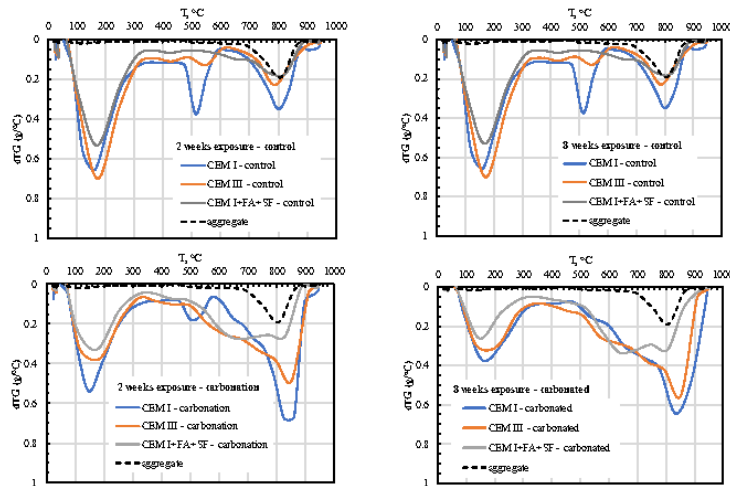 T, °C
0 100 200 300 400 500 600 700 800 900 1000
0
0.2
0.4
0.6
0.8
1
dTG (g/°C)
2 weeks exposure - control
CEM I - control
CEM III - control
CEM I+FA+SF - control
aggregate
T, °C
0 100 200 300 400 500 600 700 800 900 1000
0
0.2
0.4
0.6
0.8
1
dTG (g/°C)
8 weeks exposure - control
CEM I - control
CEM III - control
CEM I+FA+SF - control
aggregate
T, °C
0 100 200 300 400 500 600 700 800 900 1000
0
0.2
0.4
0.6
0.8
1
dTG (g/°C)
2 weeks exposure - carbonation
CEM I - carbonation
CEM III - carbonation
CEM I+FA+SF - carbonation
aggregate
T, °C
0 100 200 300 400 500 600 700 800 900 1000
0
0.2
0.4
0.6
0.8
1
dTG (g/°C)
8 weeks exposure - carbonated
CEM I - carbonated
CEM III - carbonated
CEM I+FA+SF - carbonated
aggregate